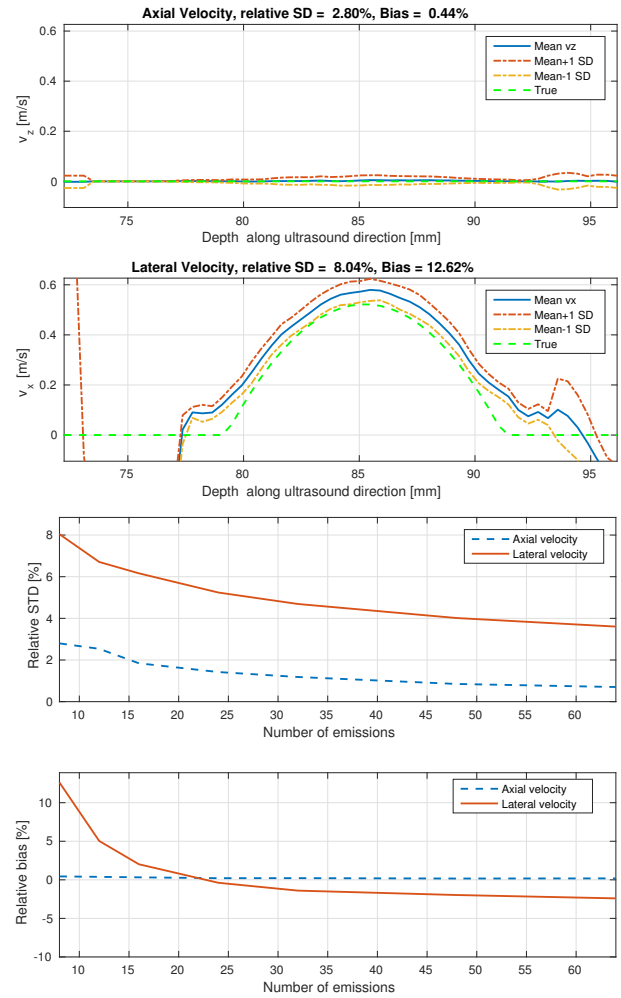 Axial Velocity, relative SD =  2.80%, Bias = 0.44%
0.6
0.4
0.2
0
v_z [m/s]
Mean vz
Mean+1 SD
Mean-1 SD
True
75 80 85 90 95
Depth  along ultrasound direction [mm]
Lateral Velocity, relative SD =  8.04%, Bias = 12.62%
0.6
0.4
0.2
0
v_x [m/s]
Mean vx
Mean+1 SD
Mean-1 SD
True
75 80 85 90 95
Depth  along ultrasound direction [mm]
8
6
4
2
0
Relative STD [%]
Axial velocity
Lateral velocity
10 15 20 25 30 35 40 45 50 55 60
Number of emissions
10
5
0
-5
-10
Relative bias [%]
Axial velocity
Lateral velocity
10 15 20 25 30 35 40 45 50 55 60
Number of emissions